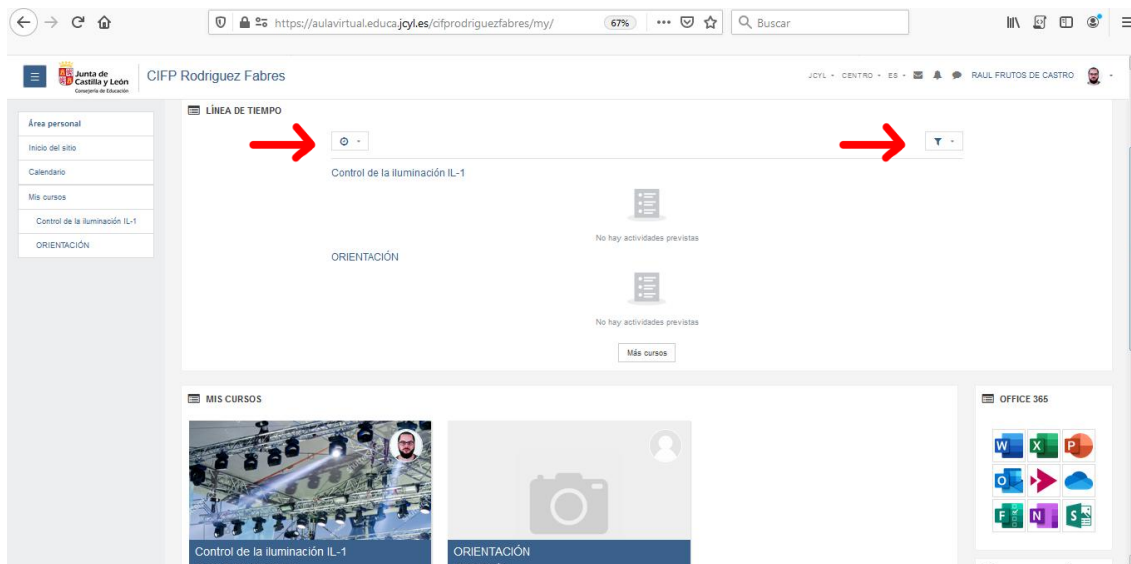 https://aulavirtual.educa.jcyl.es/cifprodriguezfabres/my/
67%
Buscar
Junta de
Castilla y León
Consejería de Educación
CIFP Rodriguez Fabres
JCYL
CENTRO
ES
RAUL FRUTOS DE CASTRO
Área personal
Inicio del sitio
Calendario
Mis cursos
Control de la iluminación IL-1
ORIENTACIÓN
LÍNEA DE TIEMPO
Control de la iluminación IL-1
No hay actividades previstas
ORIENTACIÓN
No hay actividades previstas
Más cursos
MIS CURSOS
Control de la iluminación IL-1
ORIENTACIÓN
OFFICE 365
W X P
F N S